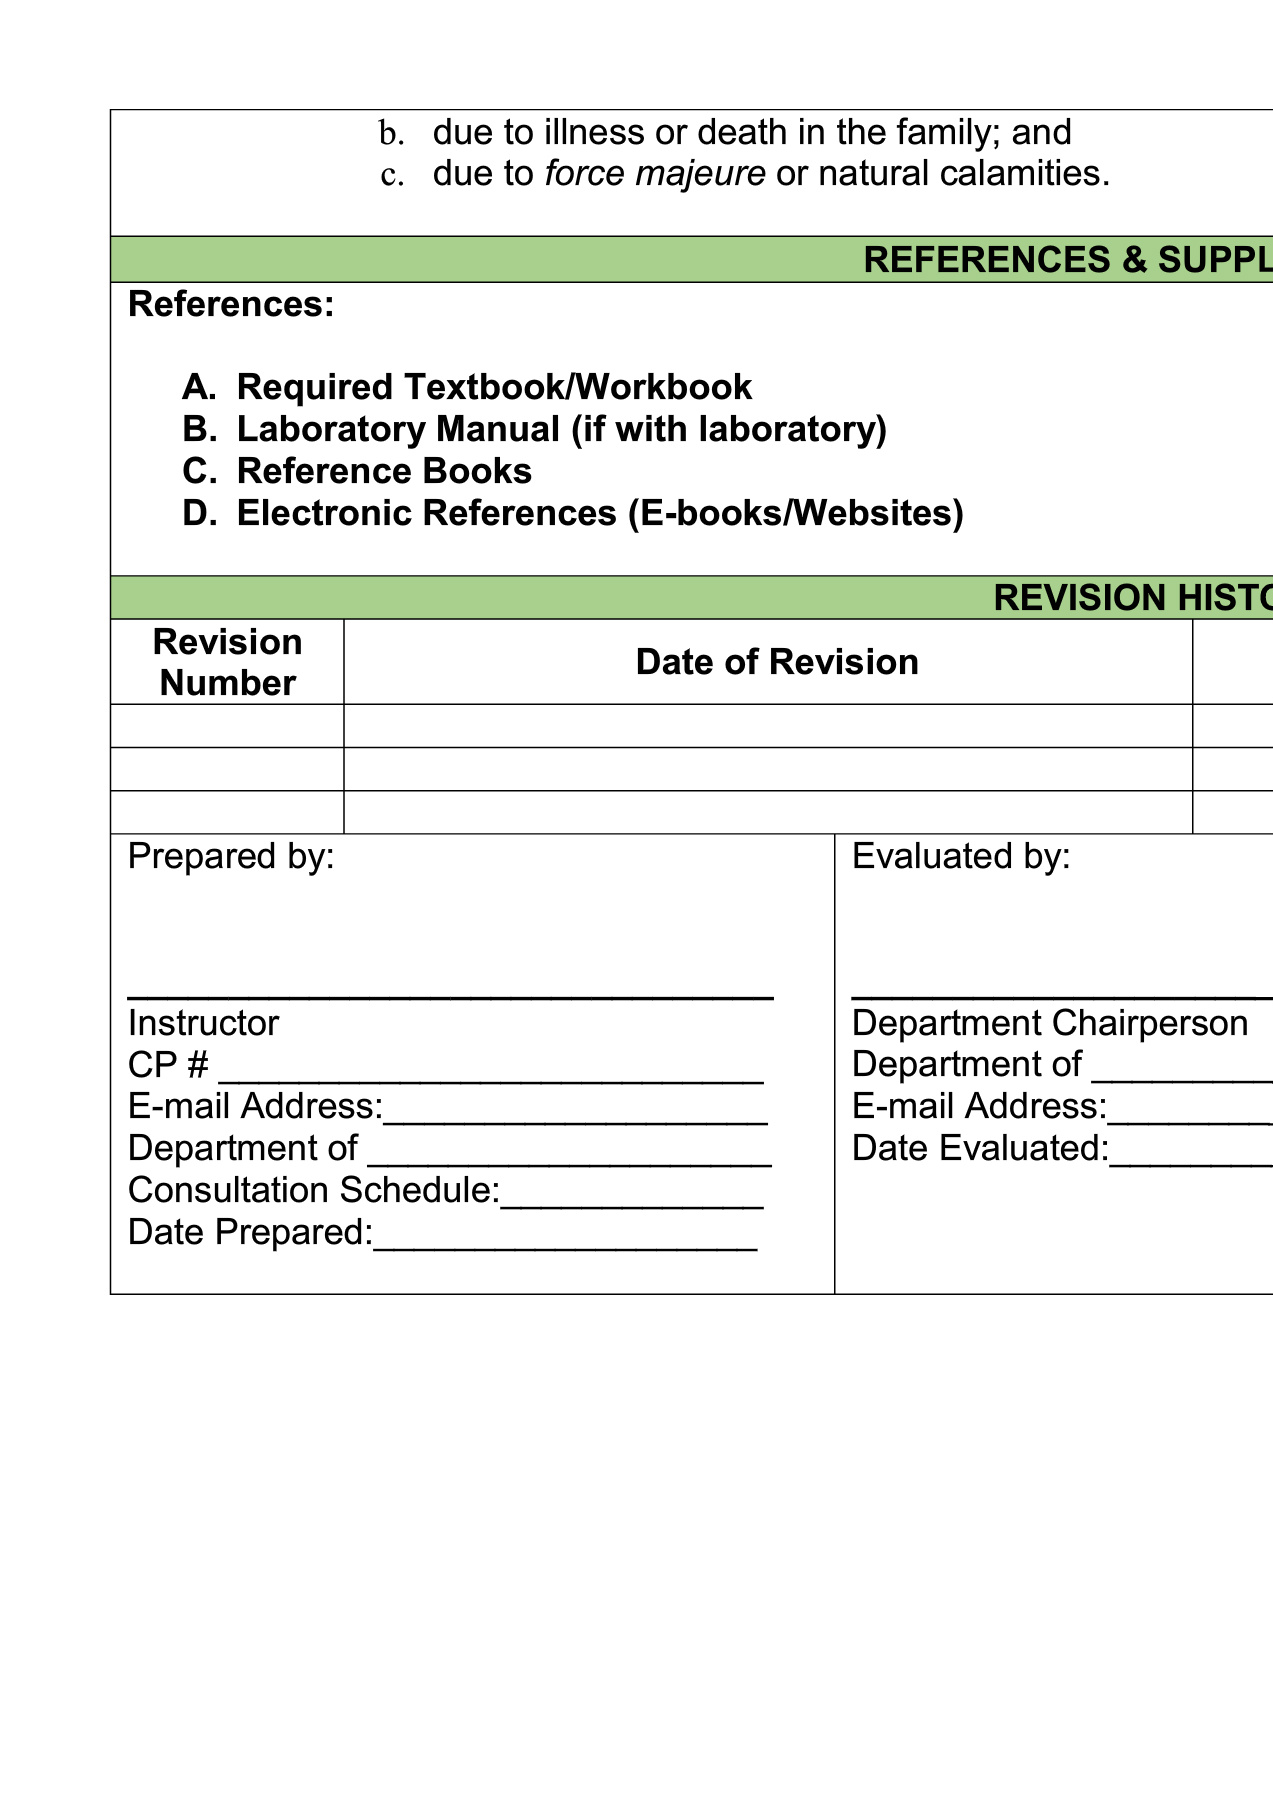 b. due to illness or death in the family; and
c. due to force majeure or natural calamities.
REFERENCES & SUPPL
References:
A. Required Textbook/Workbook
B. Laboratory Manual (if with laboratory)
C. Reference Books
D. Electronic References (E-books/Websites)
REVISION HISTO
Revision
Number
Date of Revision
Prepared by:
Instructor
CP # ___________________________
E-mail Address:___________________
Department of ____________________
Consultation Schedule:_____________
Date Prepared:___________________
Evaluated by:
Department Chairperson
Department of _________
E-mail Address:________
Date Evaluated:________